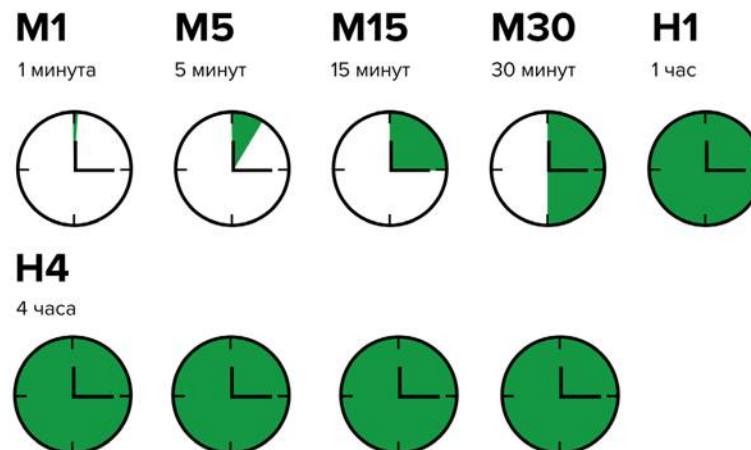 M1 M5 M15 M30 H1
1 минута 5 минут 15 минут 30 минут 1 час
H4
4 часа